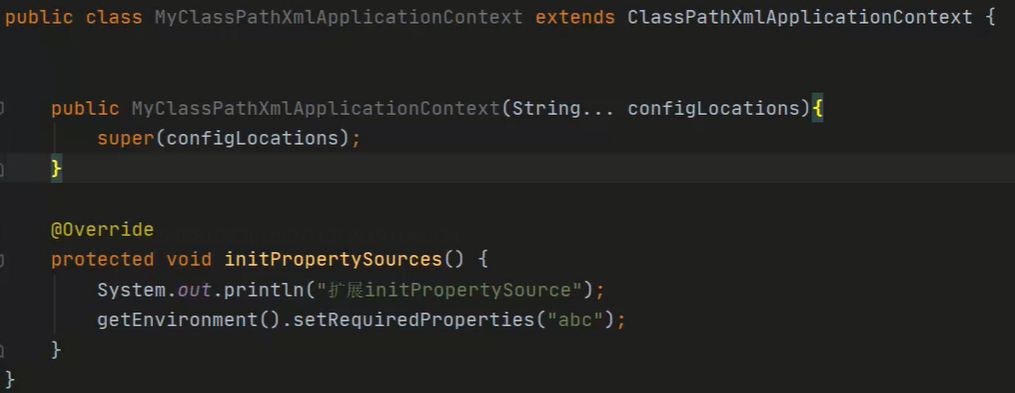 public class MyClassPathXmlApplicationContext extends ClassPathXmlApplicationContext {
public MyClassPathXmlApplicationContext(String... configLocations){
super(configLocations);
}
@Override
protected void initPropertySources() {
System.out.println("扩展initPropertySource");
getEnvironment().setRequiredProperties("abc");
}
}